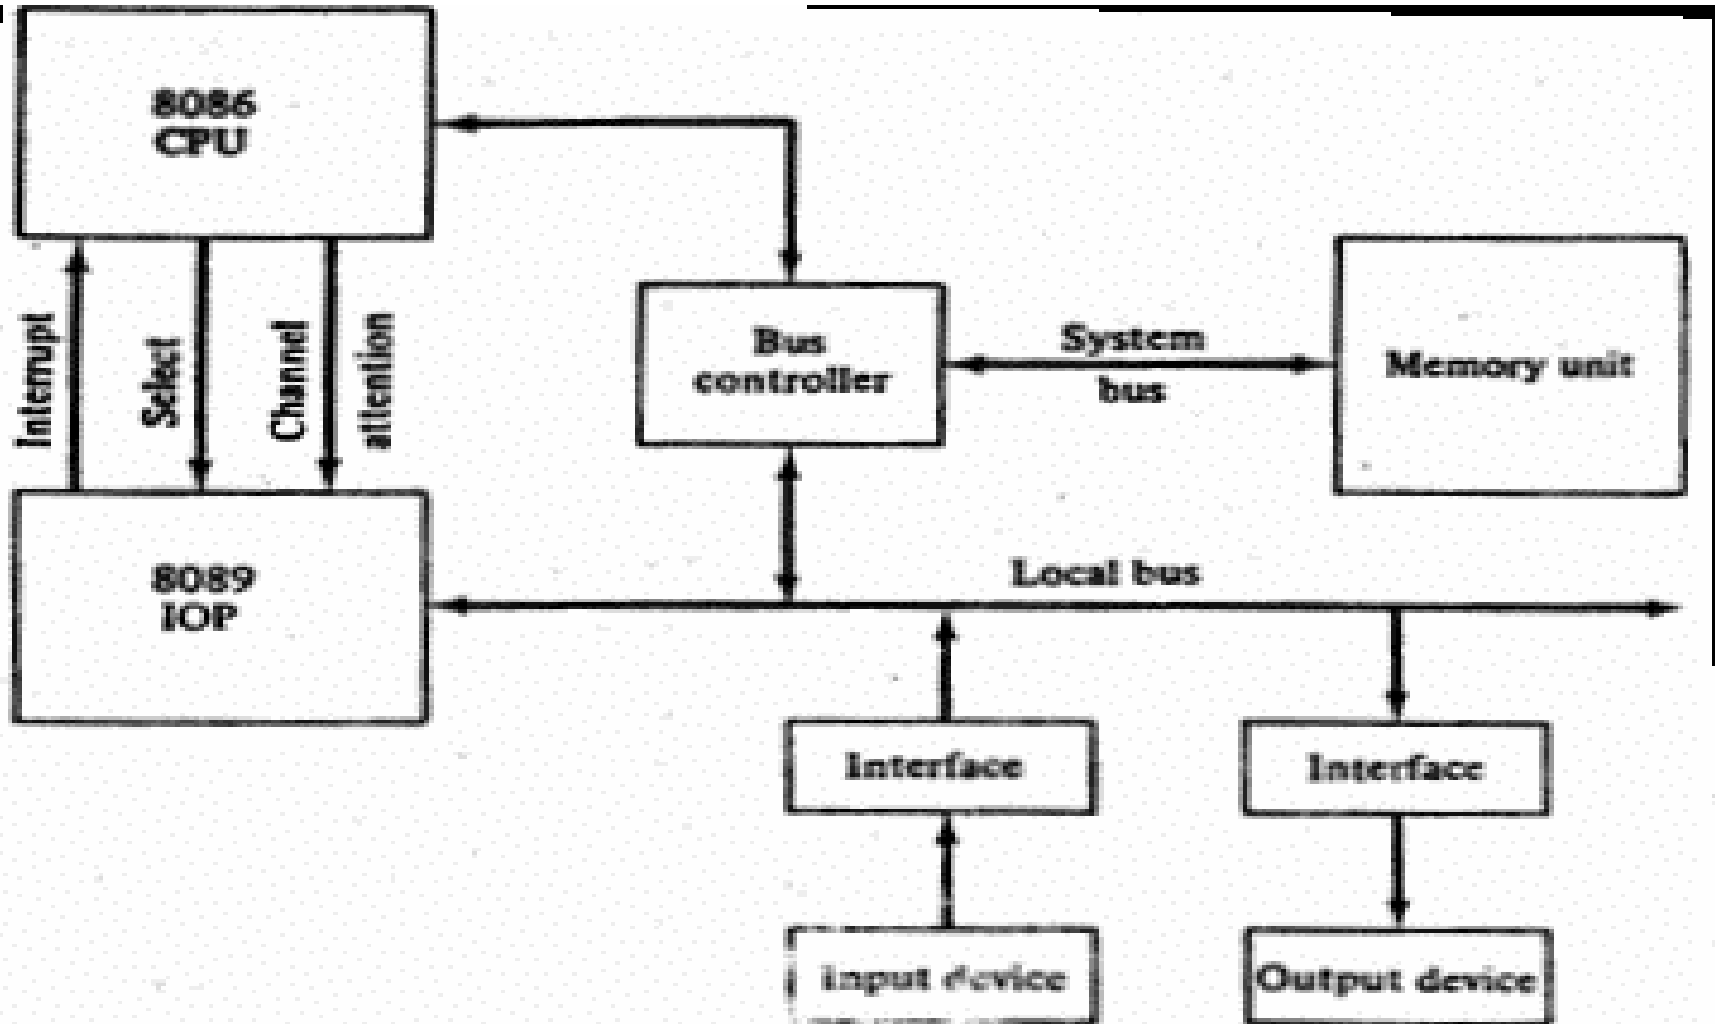 8086
CPU
Interrupt
Select
Channel
attention
Bus
controller
System
bus
Memory unit
8089
IOP
Local bus
Interface
Interface
Input device
Output device